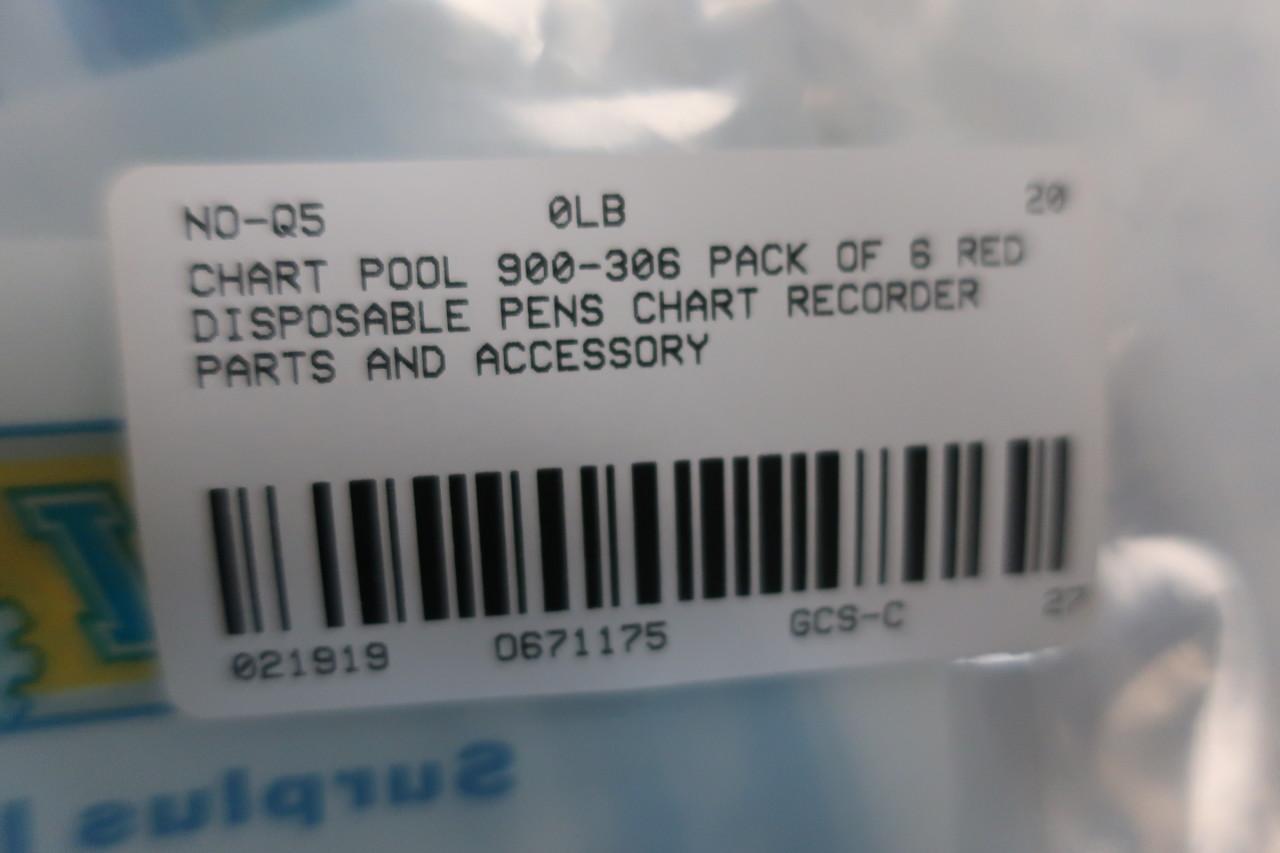 NO-Q5 0LB 20
CHART POOL 900-306 PACK OF 6 RED
DISPOSABLE PENS CHART RECORDER
PARTS AND ACCESSORY
021919 0671175 GCS-C 27
Surplus